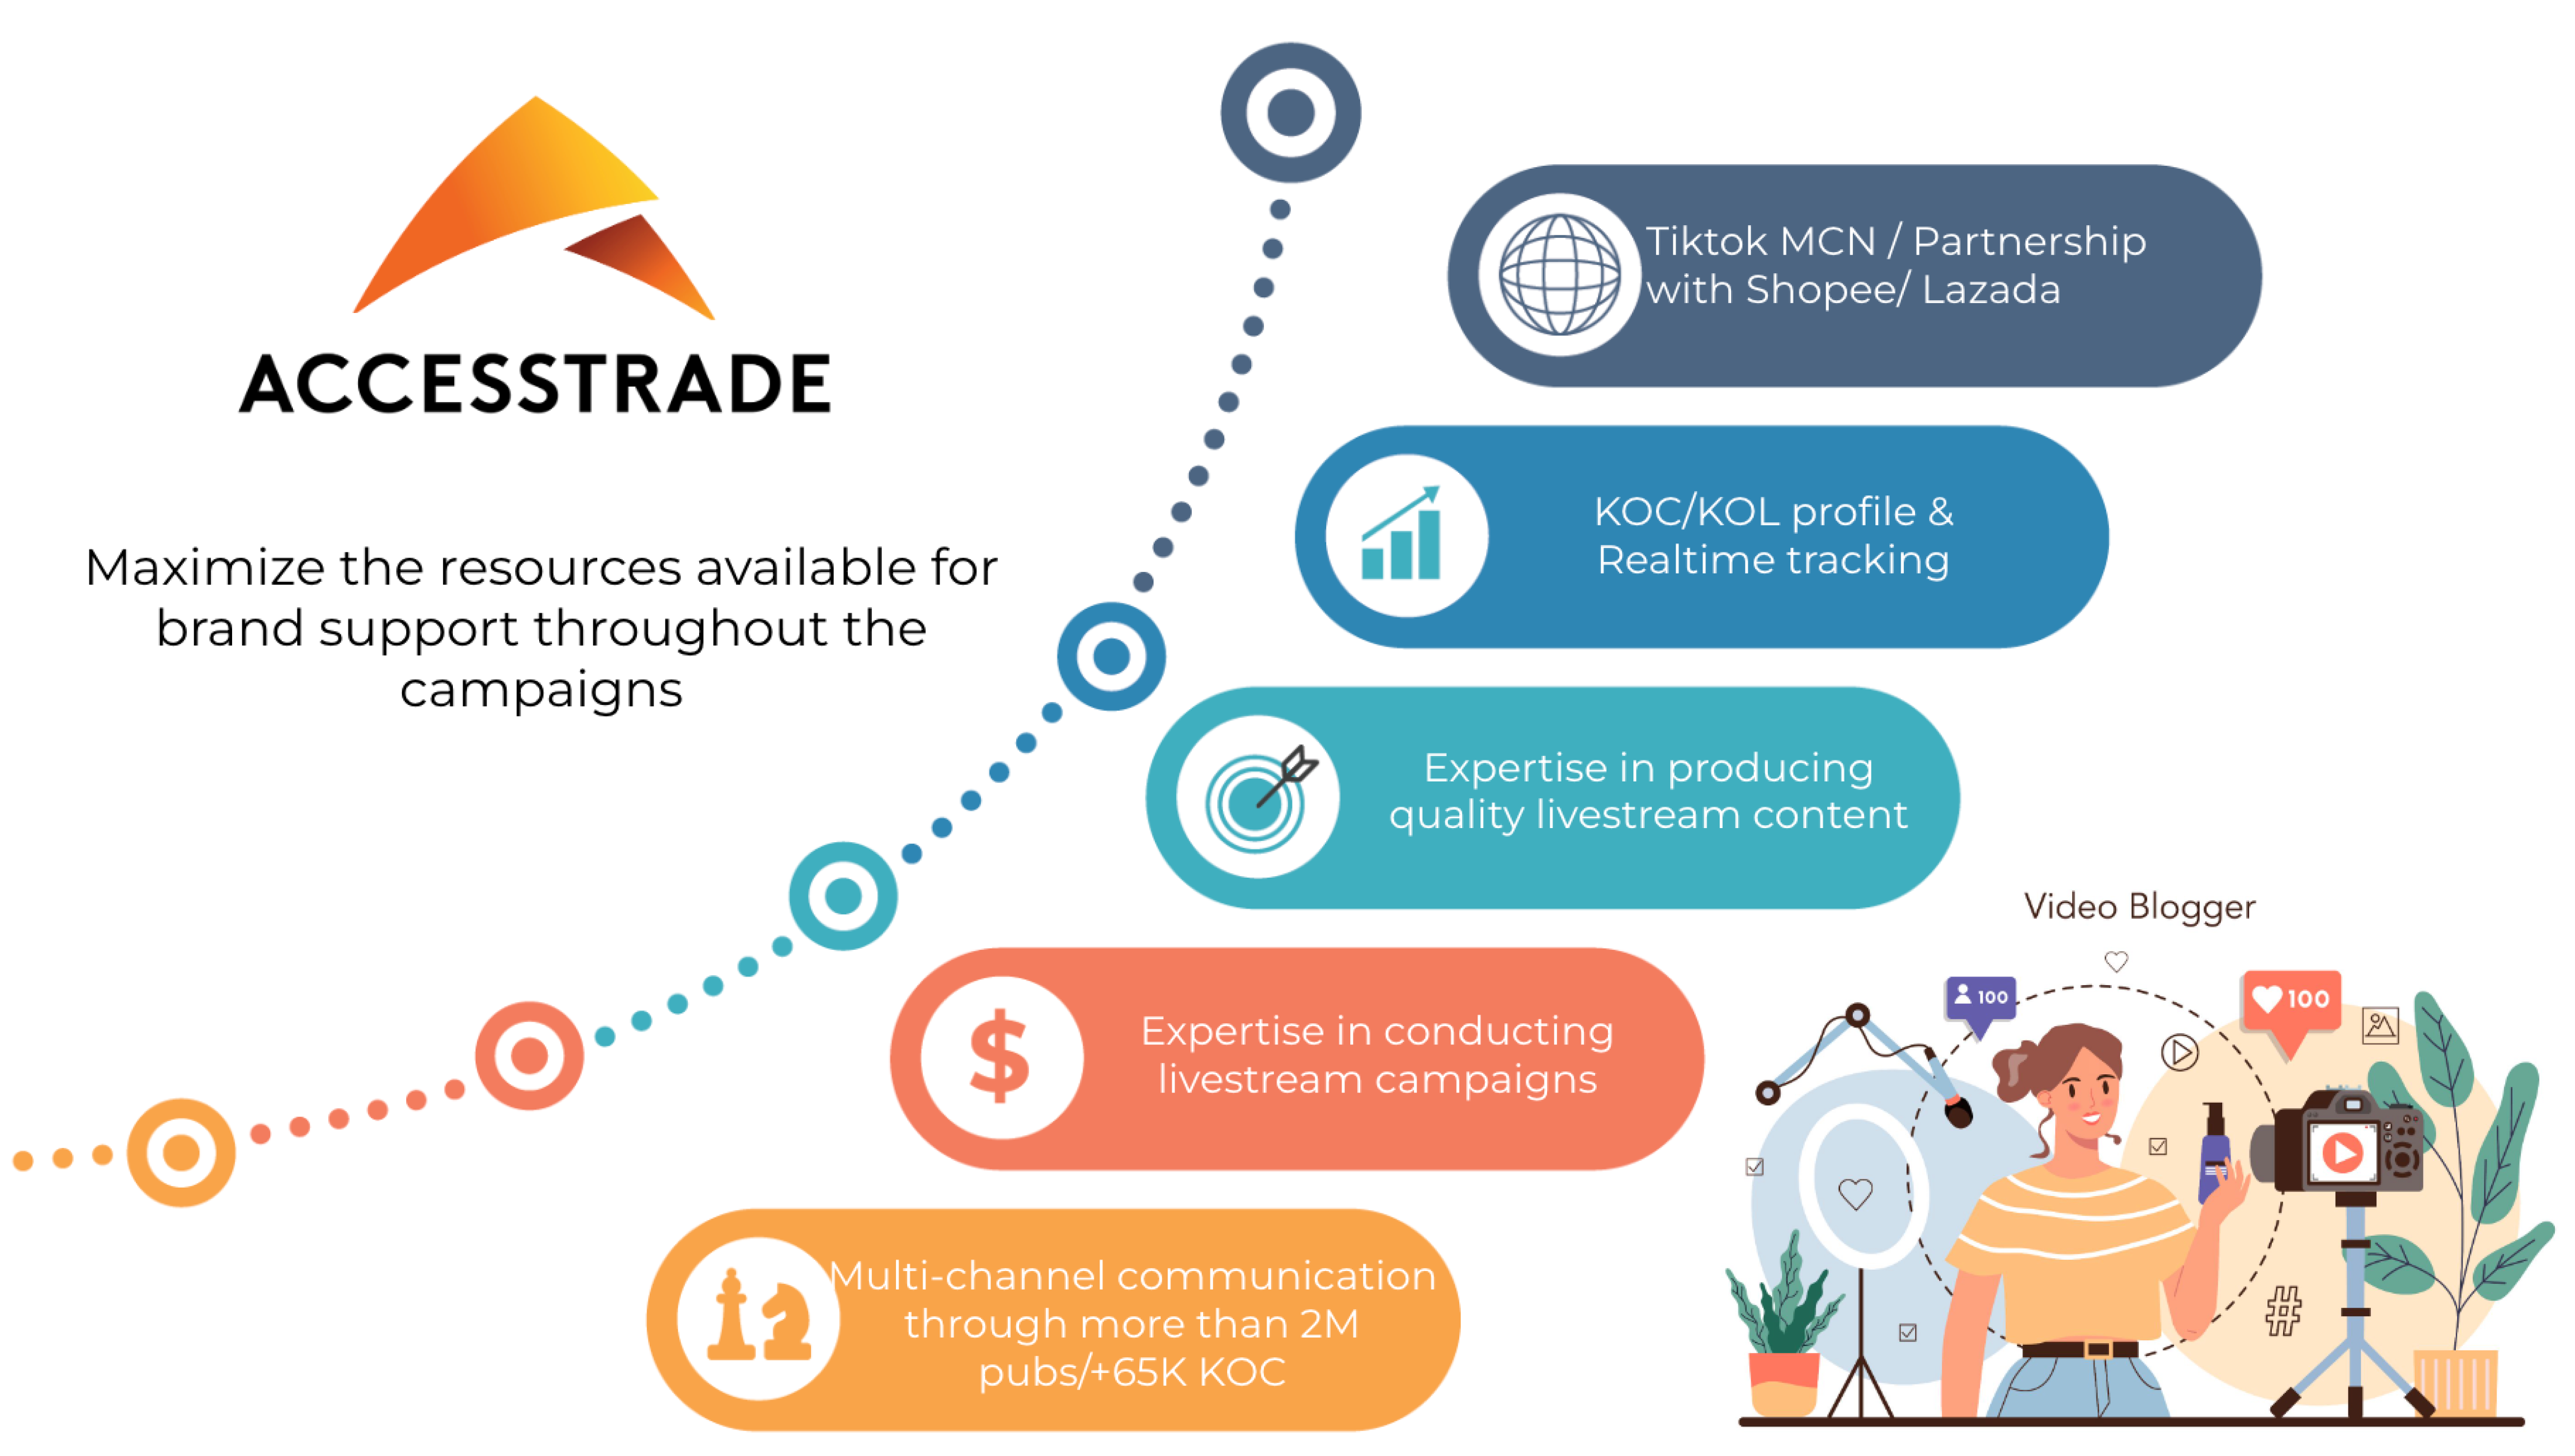 ACCESSTRADE
Maximize the resources available for
brand support throughout the
campaigns
Tiktok MCN / Partnership
with Shopee/ Lazada
KOC/KOL profile &
Realtime tracking
Expertise in producing
quality livestream content
Expertise in conducting
livestream campaigns
Multi-channel communication
through more than 2M
pubs/+65K KOC
Video Blogger
100
100